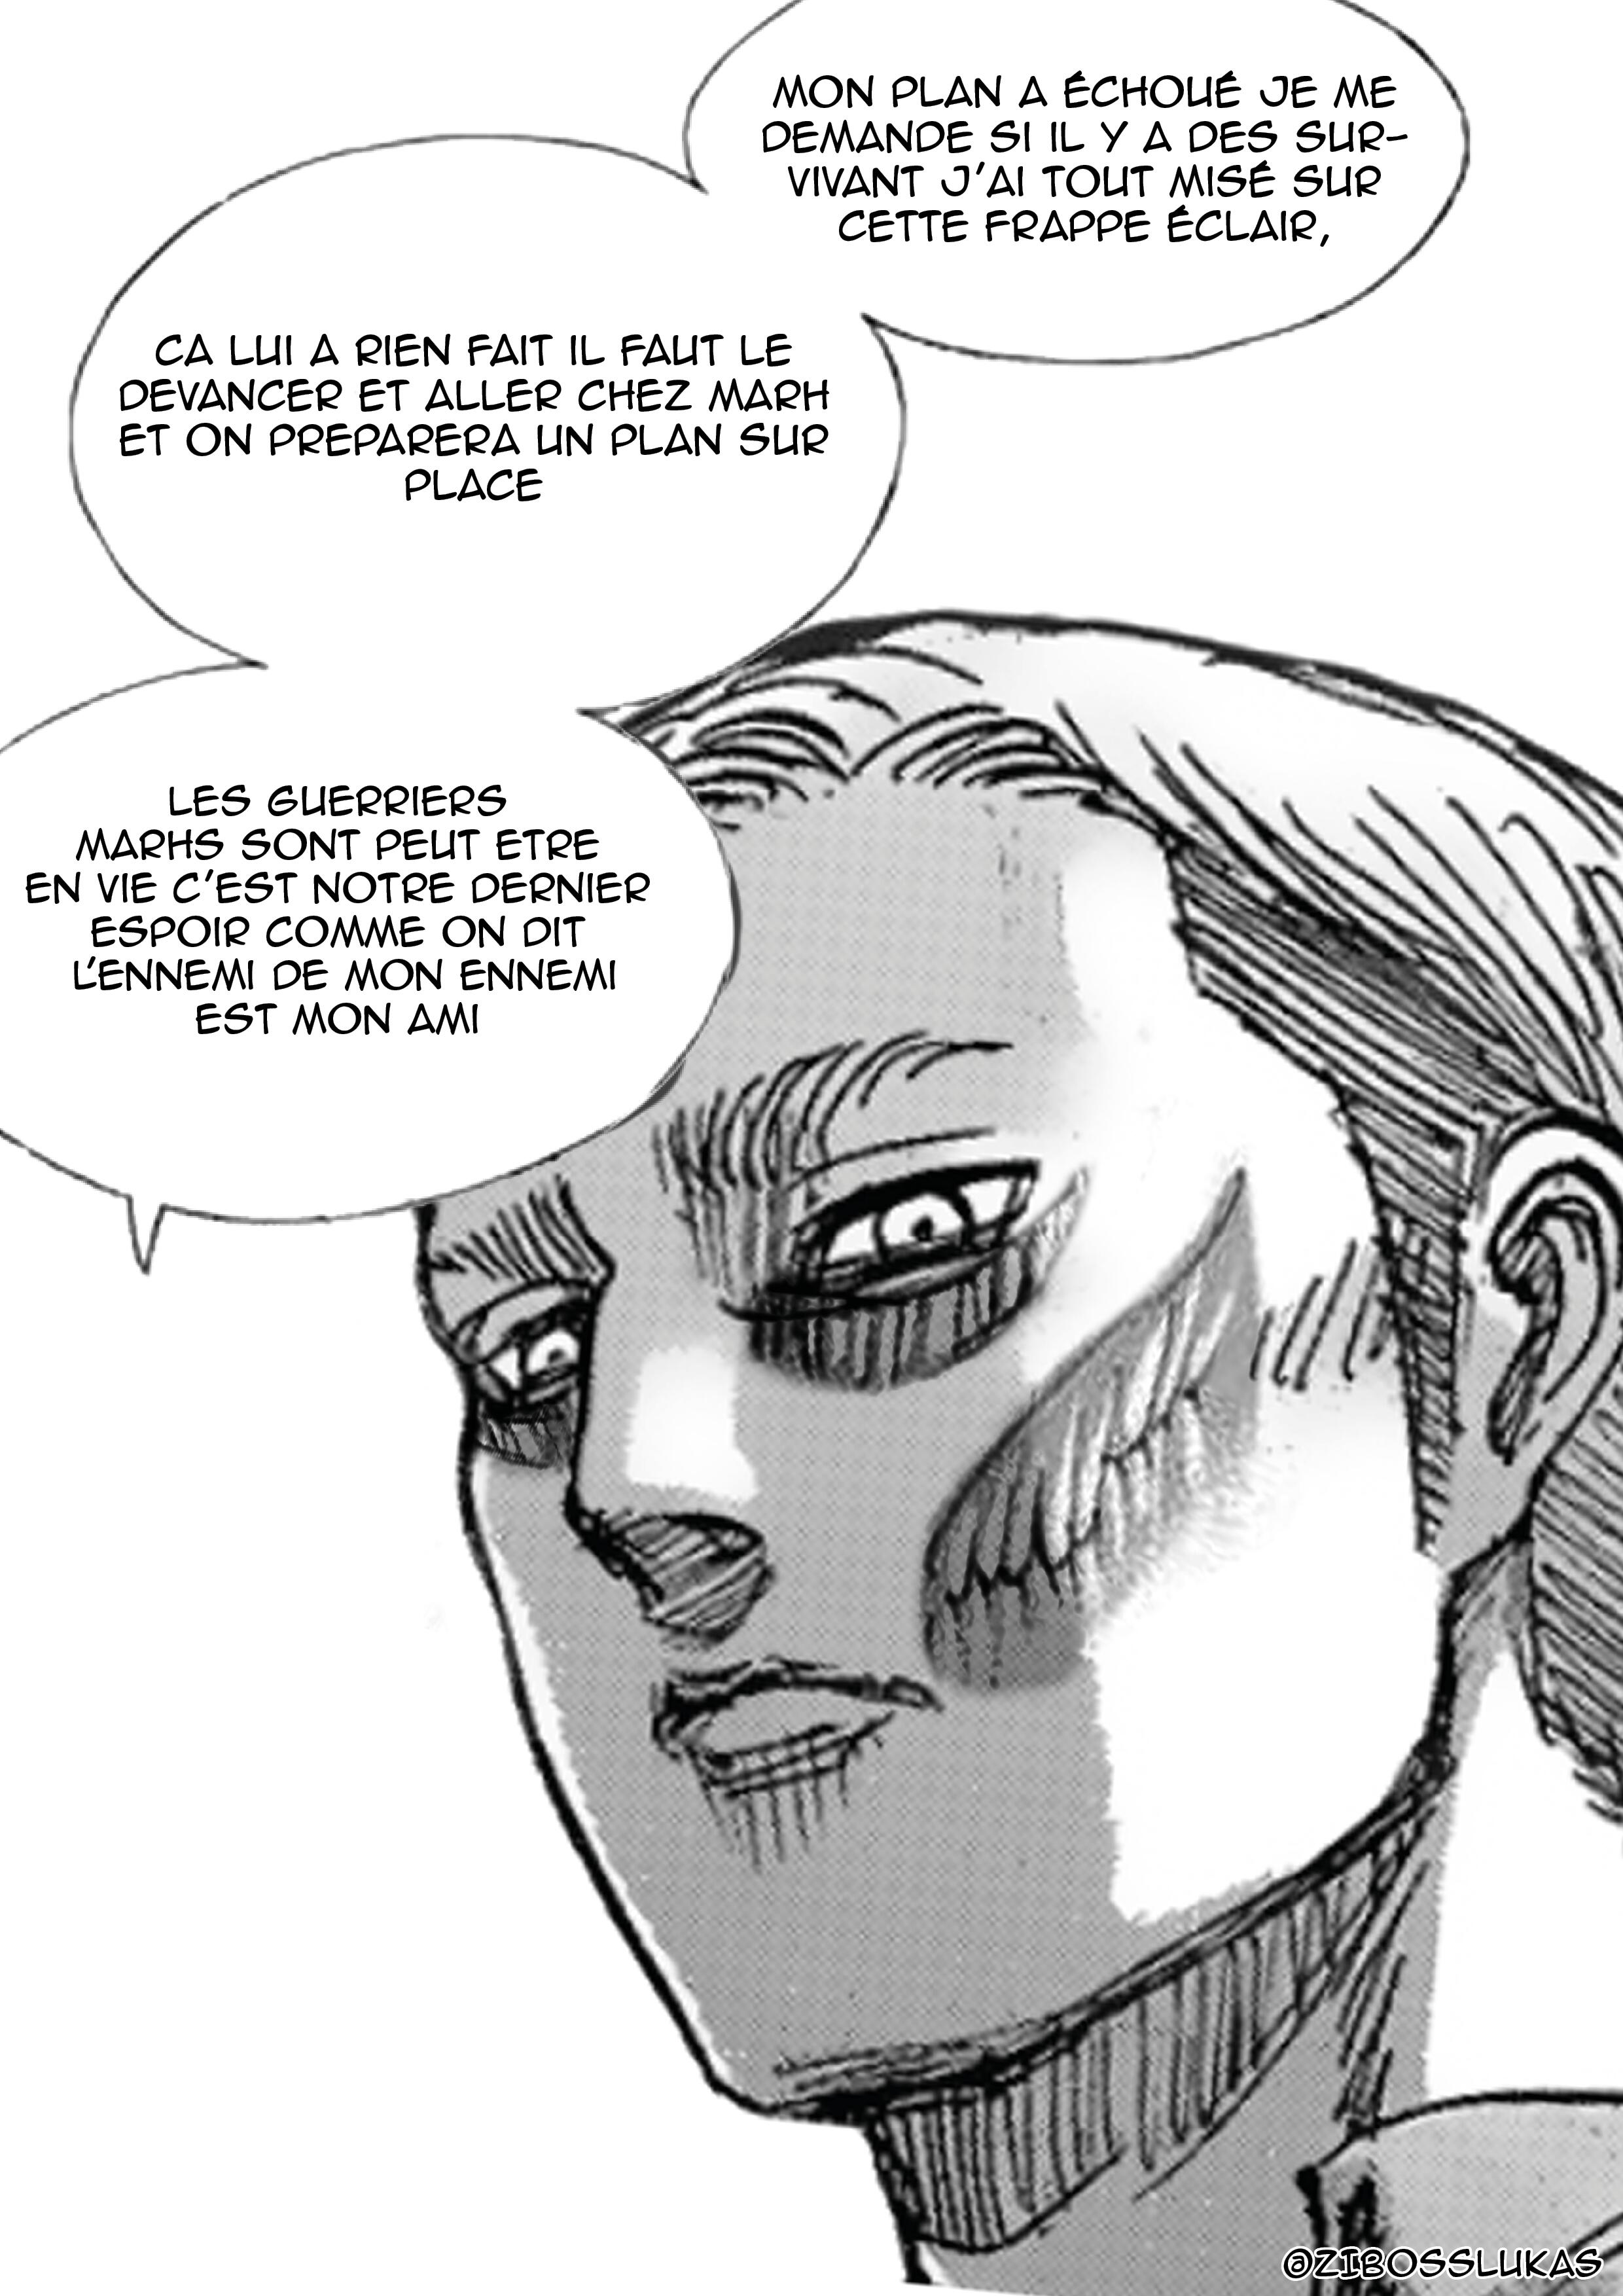 MON PLAN A ÉCHOUÉ JE ME
DEMANDE SI IL Y A DES SUR-
VIVANT J'AI TOUT MISÉ SUR
CETTE FRAPPE ÉCLAIR,
CA LUI A RIEN FAIT IL FAUT LE
DEVANCER ET ALLER CHEZ MARH
ET ON PREPARERA UN PLAN SUR
PLACE
LES GUERRIERS
MARHS SONT PEUT ETRE
EN VIE C'EST NOTRE DERNIER
ESPOIR COMME ON DIT
L'ENNEMI DE MON ENNEMI
EST MON AMI
@ZIBOSSLUKAS